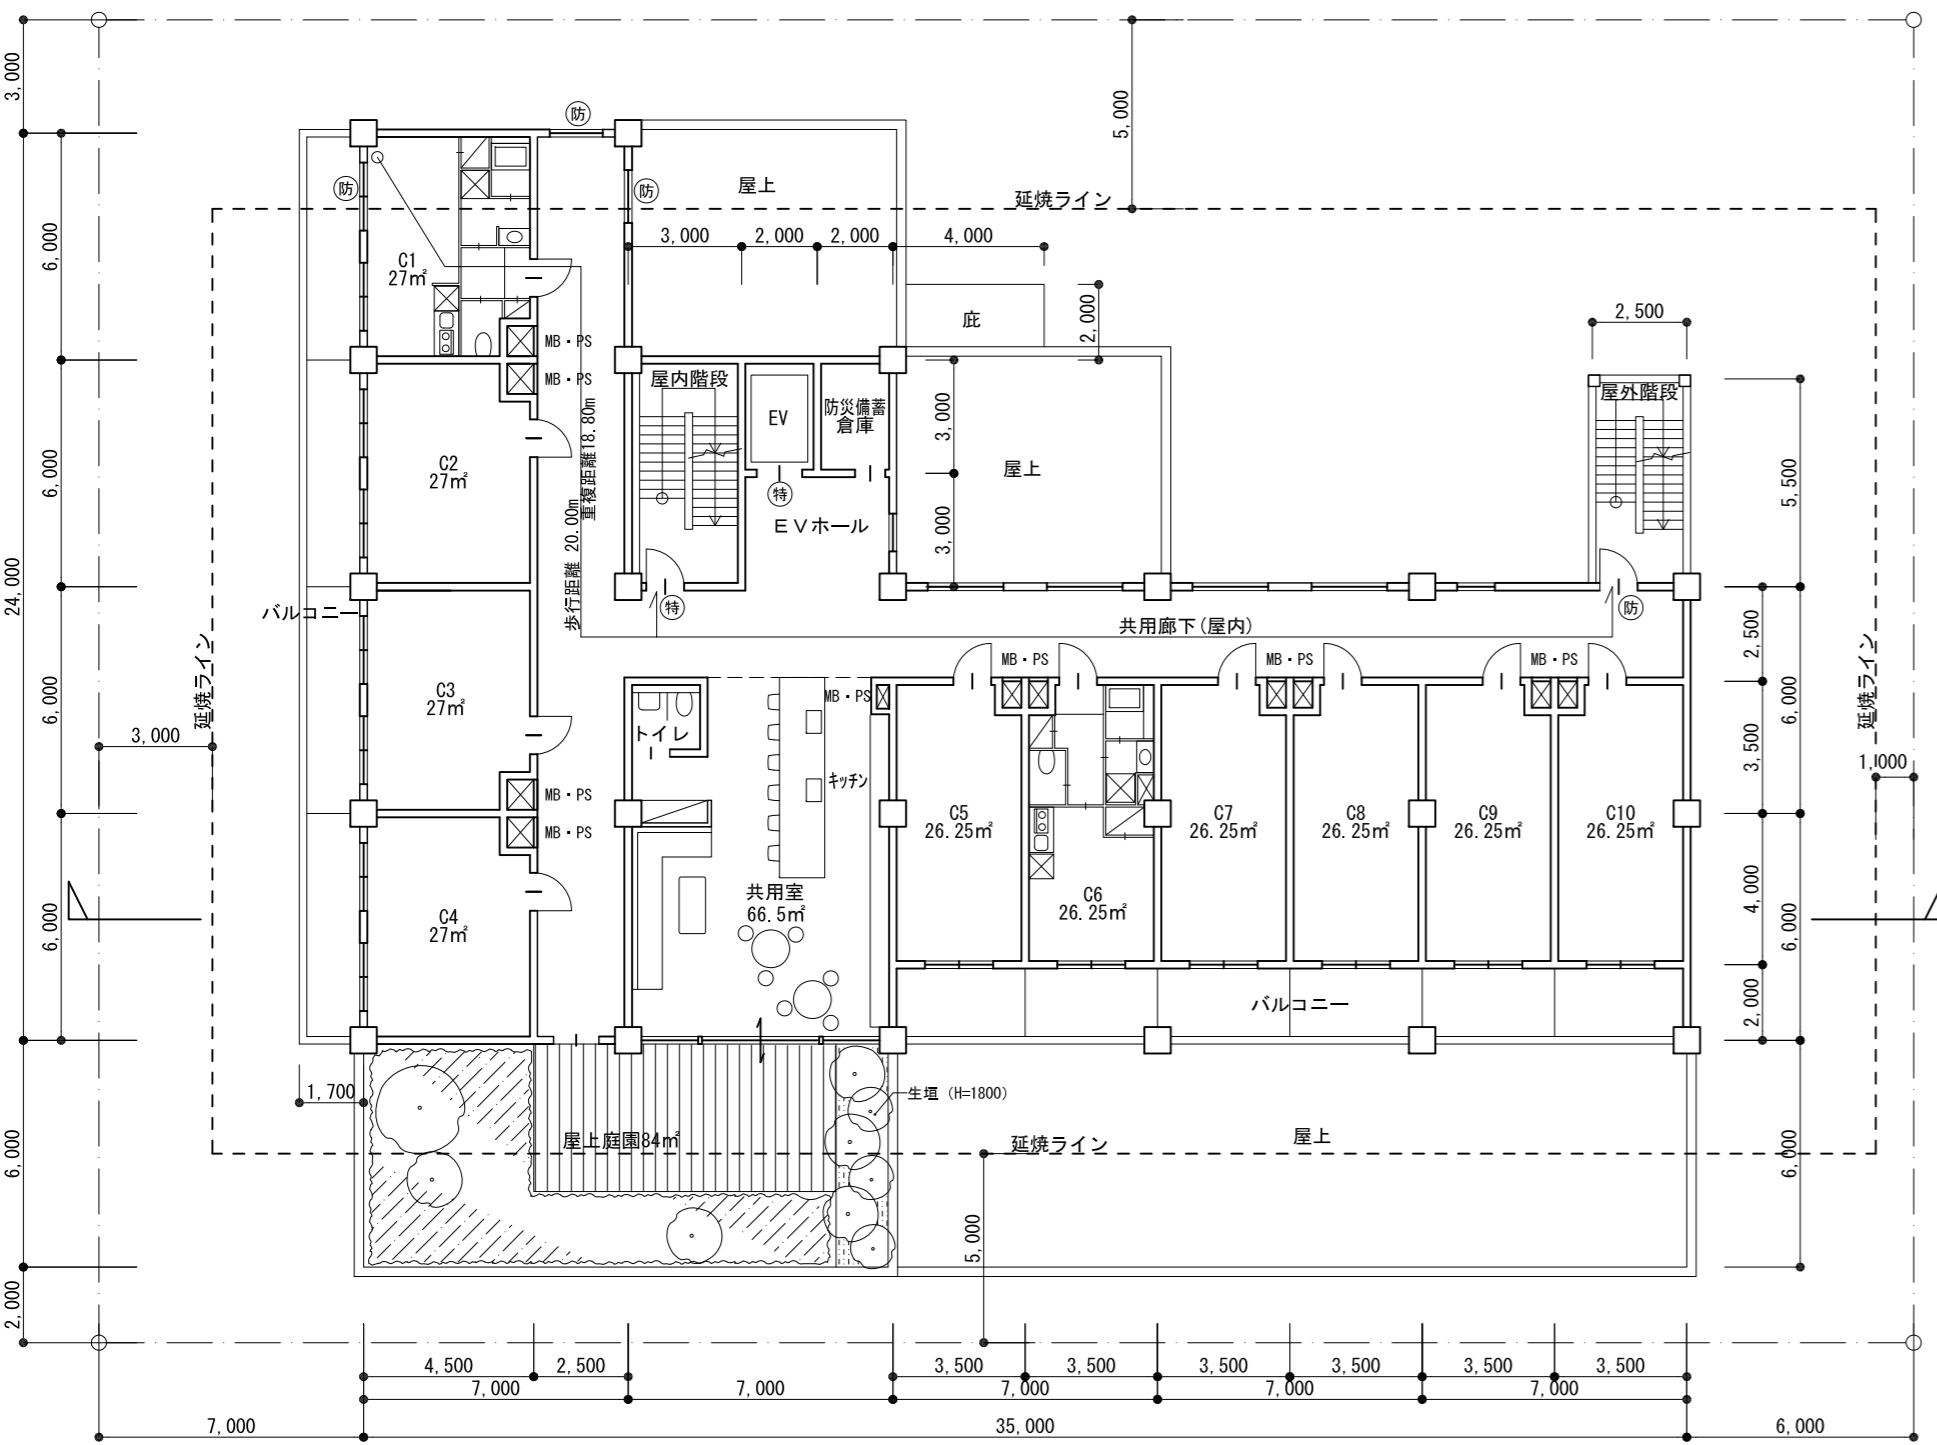 3,000
5,000
防
防
防
屋上
延焼ライン
3,000
2,000
2,000
4,000
6,000
C1
27㎡
庇
2,000
2,500
MB・PS
MB・PS
屋内階段
EV
防災備蓄
倉庫
3,000
屋外階段
重複距離18.80m
歩行距離 20.00m
C2
27㎡
6,000
特
EVホール
屋上
3,000
5,500
24,000
バルコニー
特
共用廊下(屋内)
防
2,500
延焼ライン
延焼ライン
MB・PS
MB・PS
MB・PS
6,000
C3
27㎡
MB・PS
トイレ
キッチン
6,000
3,000
3,500
1,000
MB・PS
MB・PS
C5
26.25㎡
C7
26.25㎡
C8
26.25㎡
C9
26.25㎡
C10
26.25㎡
C6
26.25㎡
共用室
66.5㎡
C4
27㎡
6,000
4,000
6,000
バルコニー
2,000
1,700
生垣 (H=1800)
屋上庭園84㎡
延焼ライン
屋上
6,000
6,000
5,000
2,000
4,500
2,500
3,500
3,500
3,500
3,500
3,500
3,500
7,000
7,000
7,000
7,000
7,000
7,000
35,000
6,000